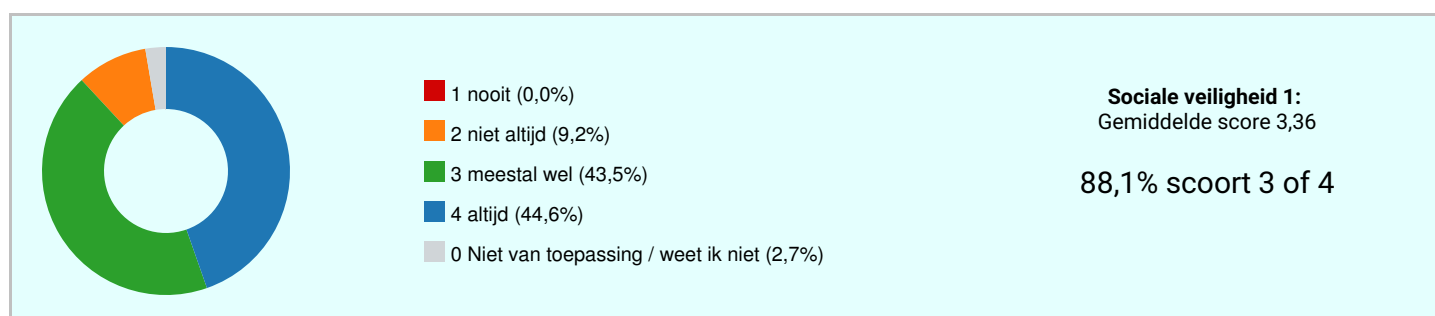 1 nooit (0,0%)
2 niet altijd (9,2%)
3 meestal wel (43,5%)
4 altijd (44,6%)
0 Niet van toepassing / weet ik niet (2,7%)
Sociale veiligheid 1:
Gemiddelde score 3,36
88,1% scoort 3 of 4